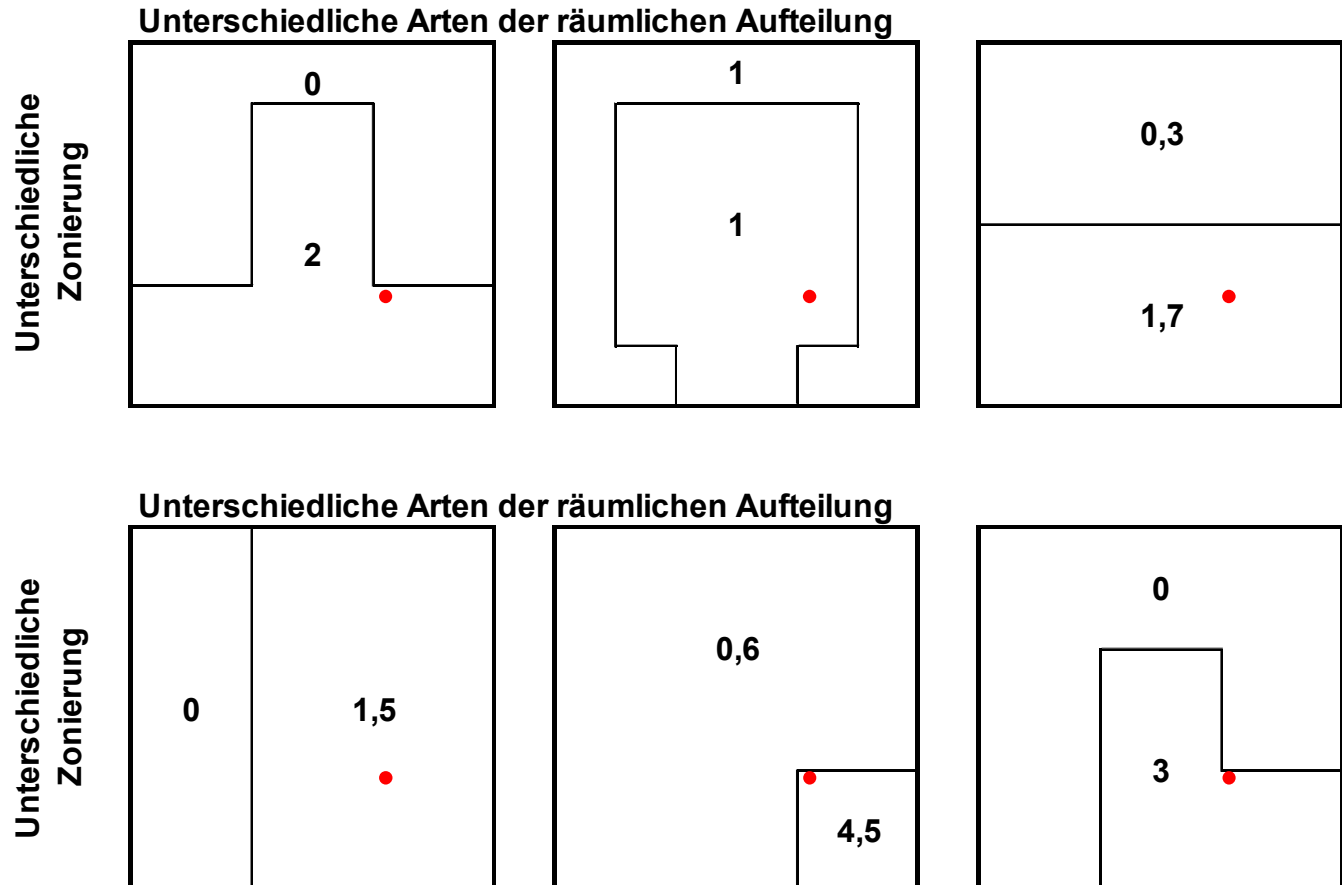 Unterschiedliche Arten der räumlichen Aufteilung
Unterschiedliche
Zonierung
0
2
1
1
0,3
1,7
Unterschiedliche Arten der räumlichen Aufteilung
Unterschiedliche
Zonierung
0
1,5
0,6
4,5
0
3